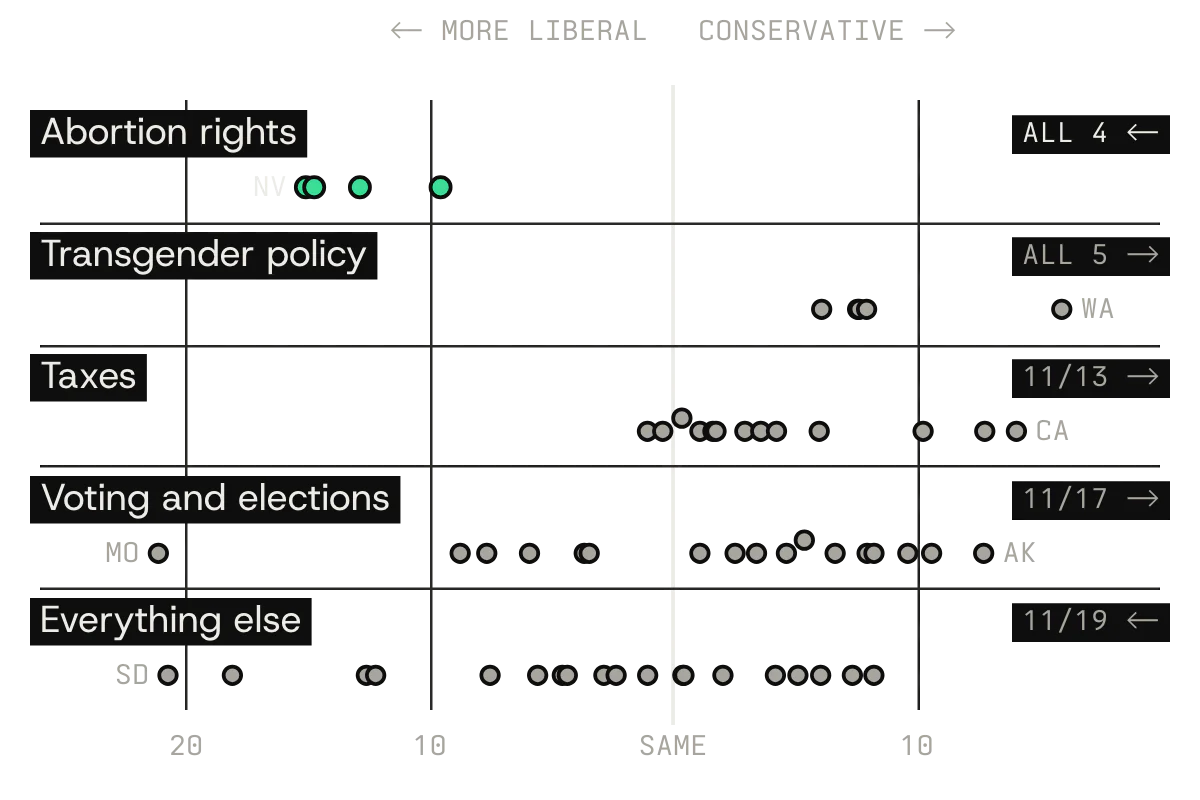 ← MORE LIBERAL CONSERVATIVE →
Abortion rights ALL 4 ←
NV
Transgender policy ALL 5 →
WA
Taxes 11/13 →
CA
Voting and elections 11/17 →
MO AK
Everything else 11/19 ←
SD
20 10 SAME 10